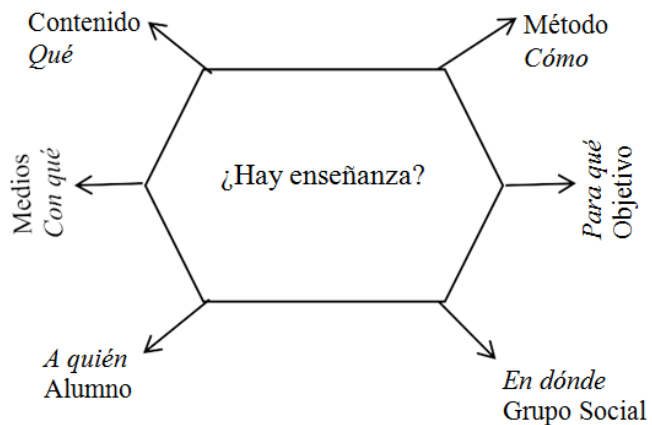 Contenido
Qué
Método
Cómo
¿Hay enseñanza?
Medios
Con qué
Para qué
Objetivo
A quién
Alumno
En dónde
Grupo Social